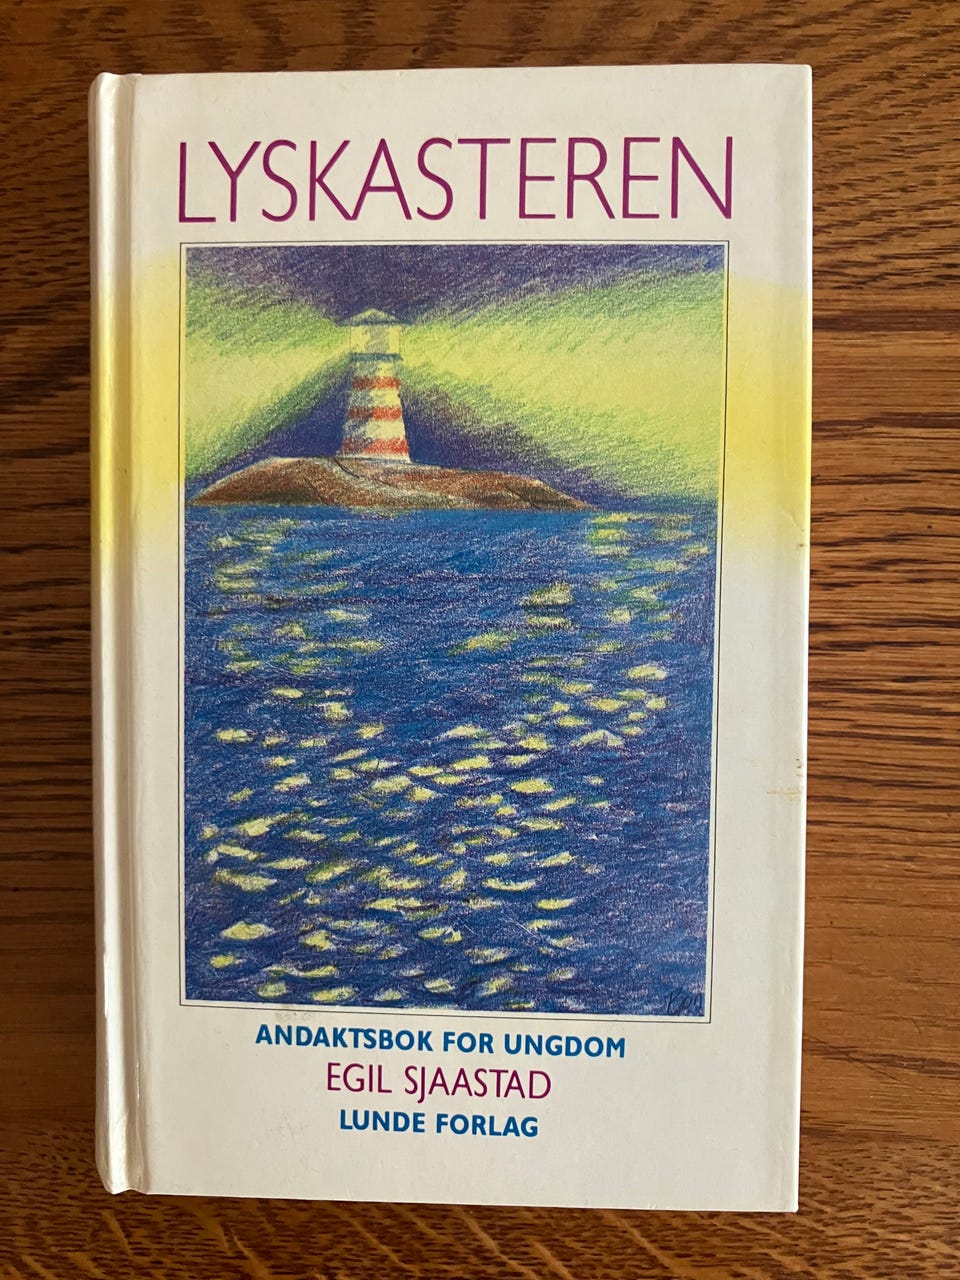 LYSKASTEREN
ANDAKTSBOK FOR UNGDOM
EGIL SJAASTAD
LUNDE FORLAG